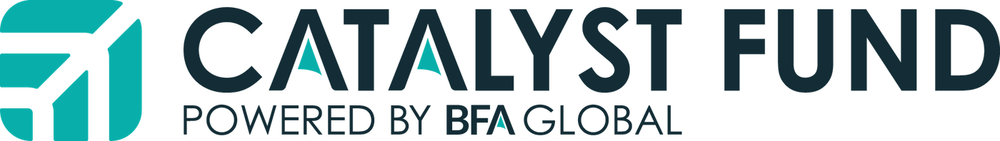 CATALYST FUND
POWERED BY BFA GLOBAL